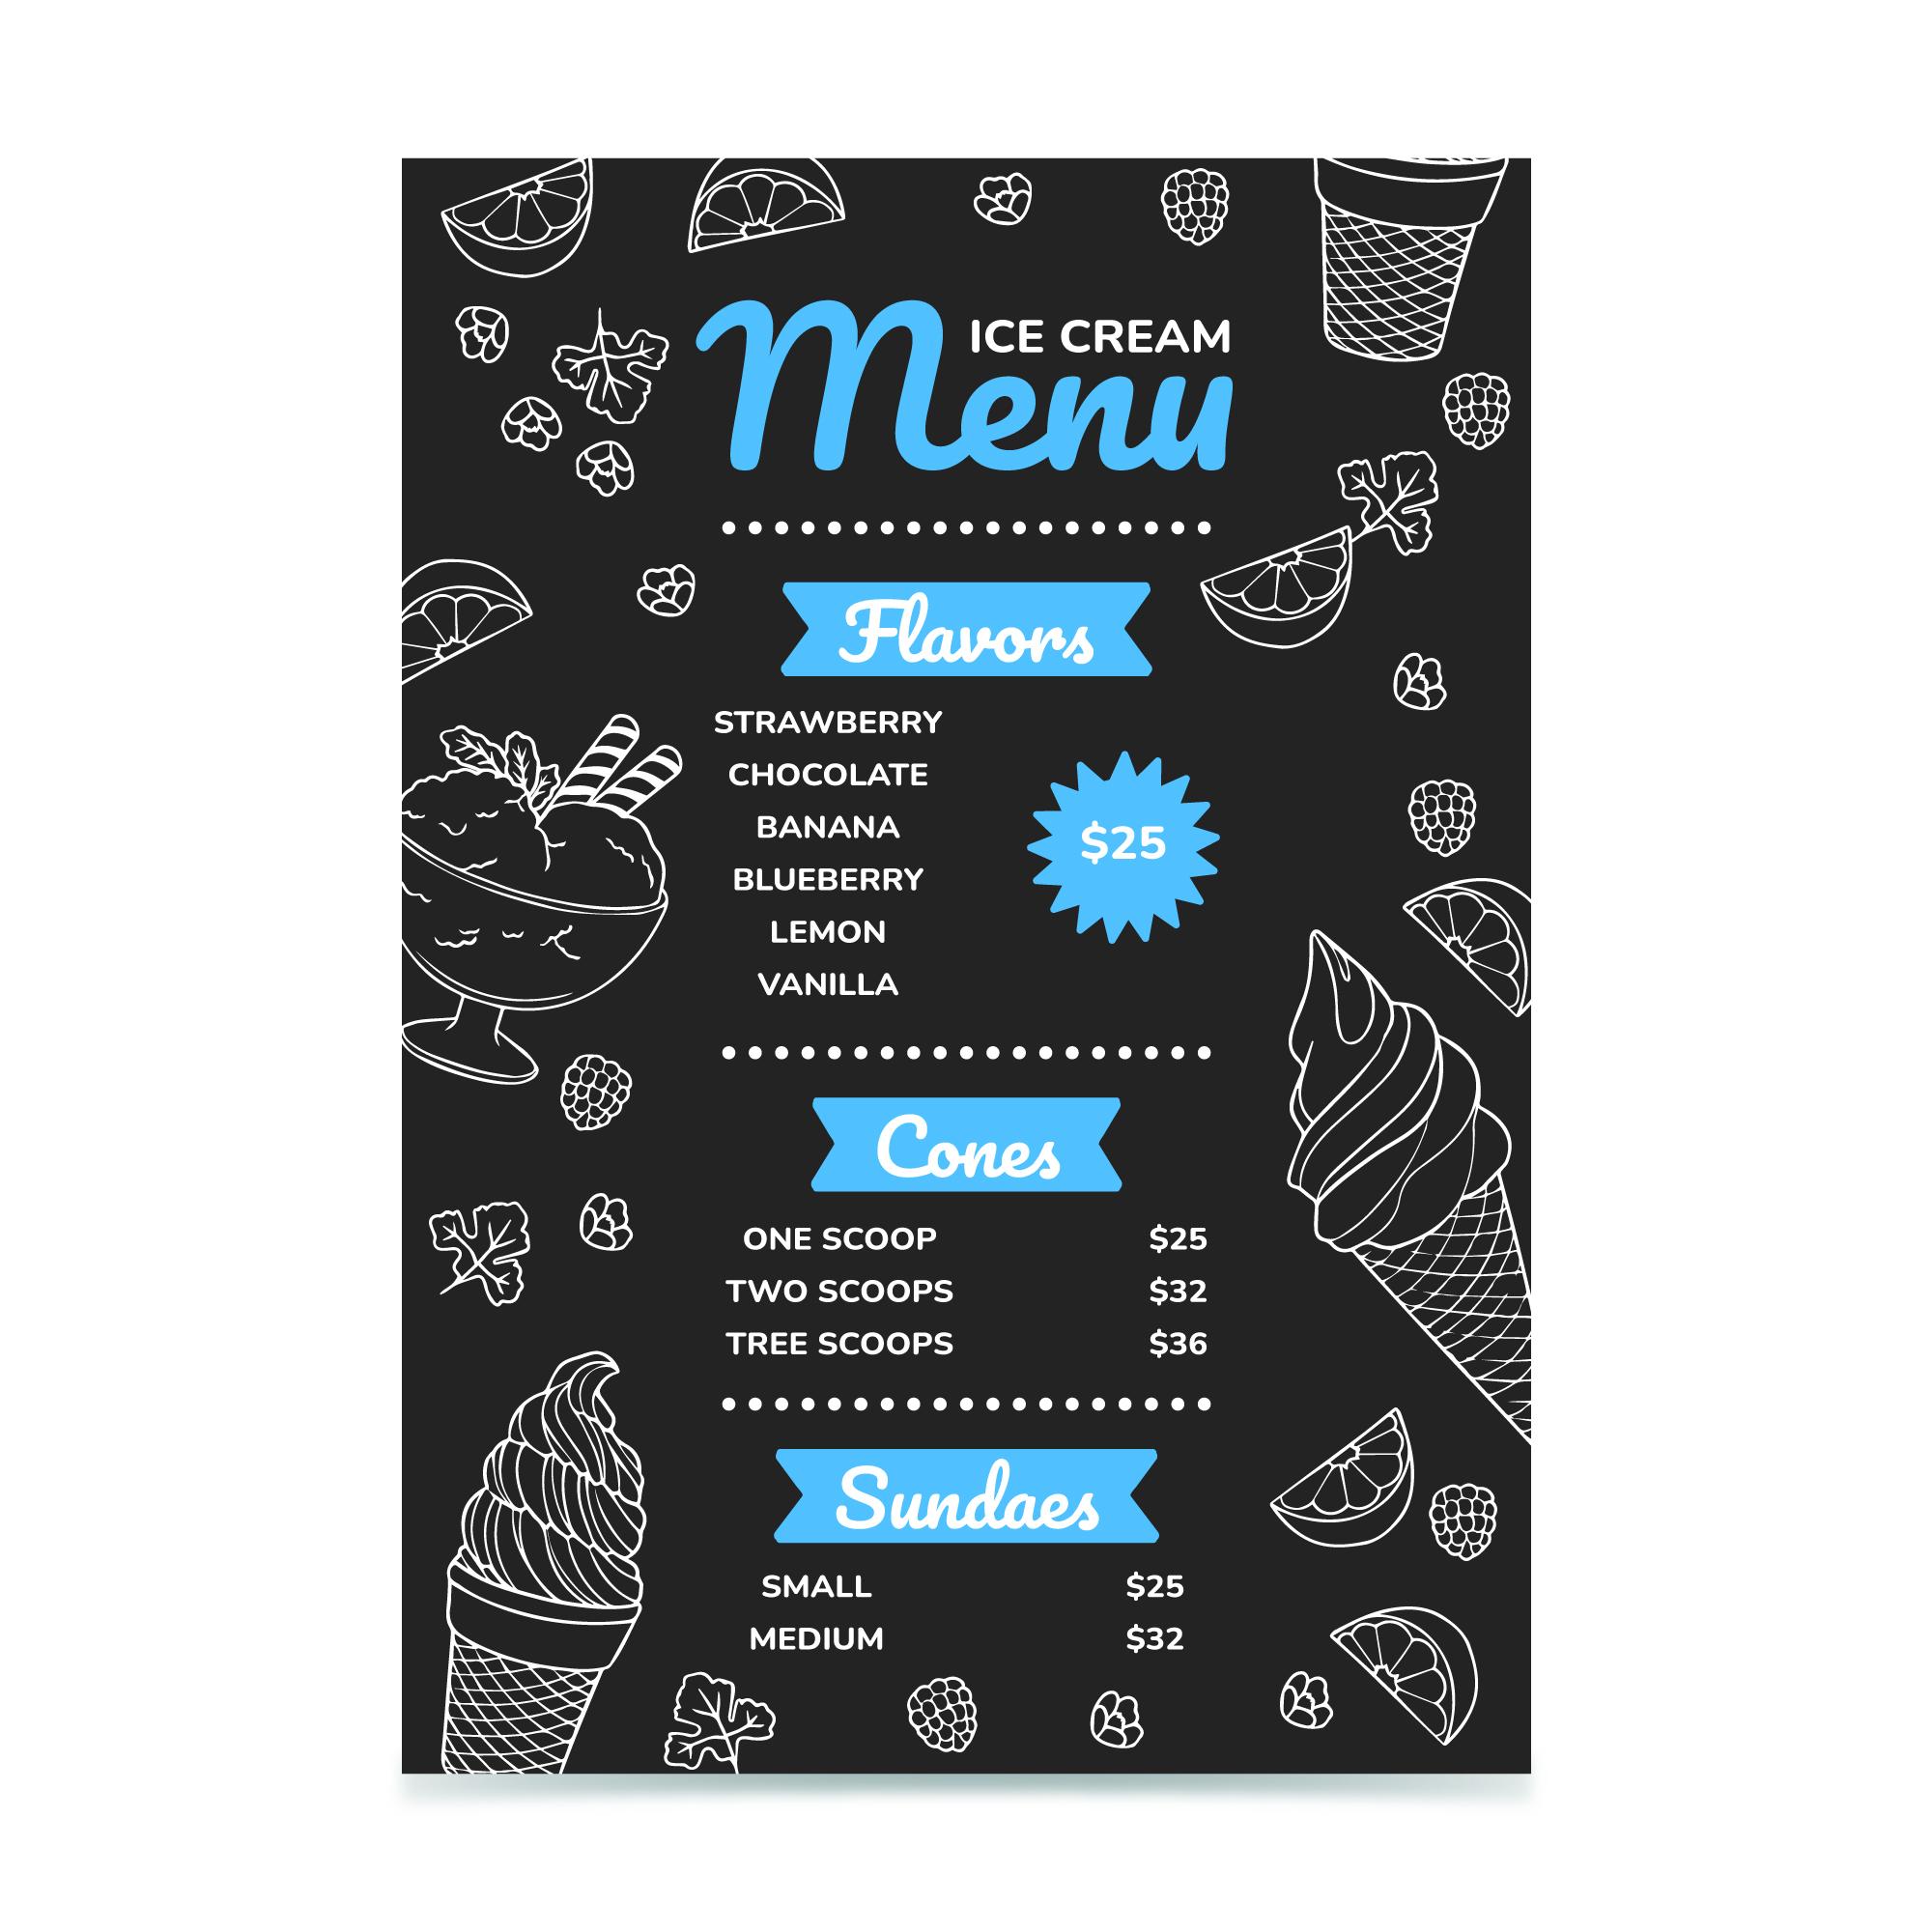 ICE CREAM
Menu
Flavors
STRAWBERRY
CHOCOLATE
BANANA
BLUEBERRY
LEMON
VANILLA
$25
Cones
ONE SCOOP $25
TWO SCOOPS $32
TREE SCOOPS $36
Sundaes
SMALL $25
MEDIUM $32